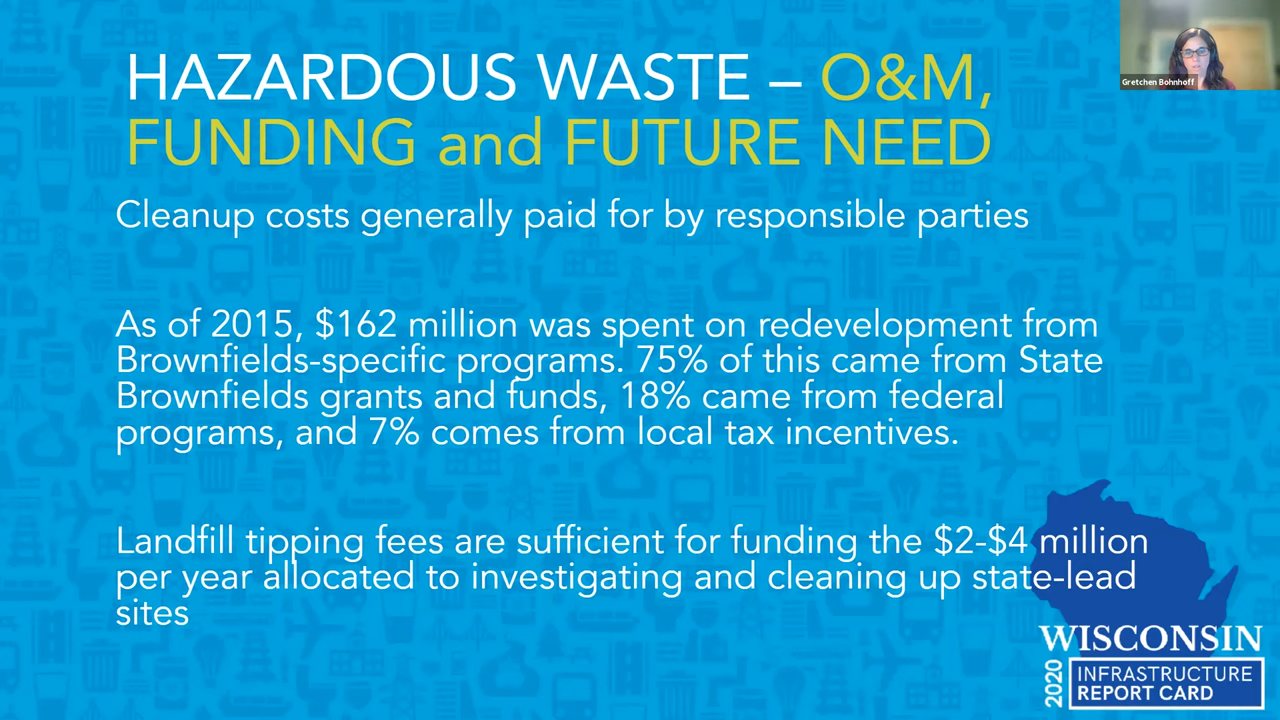 HAZARDOUS WASTE – O&M,
FUNDING and FUTURE NEED
Gretchen Bohnhoff
Cleanup costs generally paid for by responsible parties
As of 2015, $162 million was spent on redevelopment from
Brownfields-specific programs. 75% of this came from State
Brownfields grants and funds, 18% came from federal
programs, and 7% comes from local tax incentives.
Landfill tipping fees are sufficient for funding the $2-$4 million
per year allocated to investigating and cleaning up state-lead
sites
WISCONSIN
2020
INFRASTRUCTURE
REPORT CARD